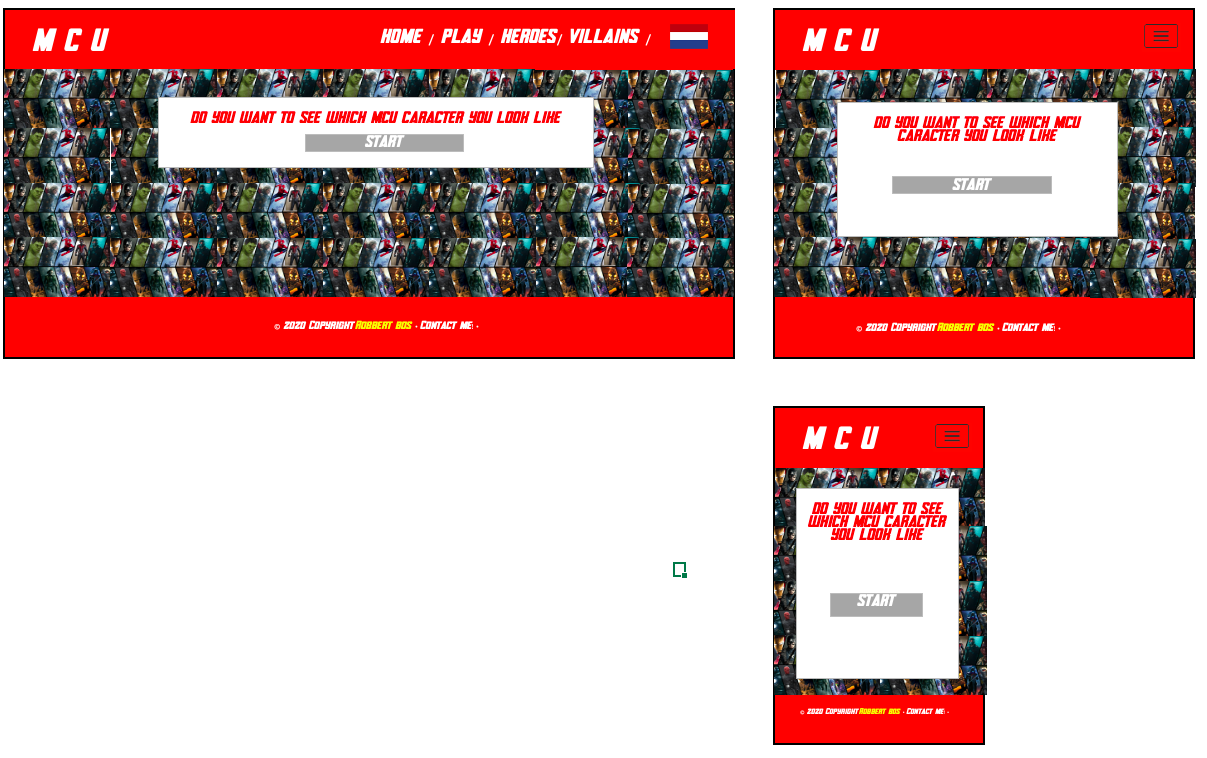 MCU
HOME / PLAY / HEROES/ VILLAINS /
DO YOU WANT TO SEE WHICH MCU CARACTER YOU LOOK LIKE
START
© 2020 Copyright Robbert bos · Contact me! ·
MCU
DO YOU WANT TO SEE WHICH MCU
CARACTER YOU LOOK LIKE
START
© 2020 Copyright Robbert bos · Contact me! ·
MCU
DO YOU WANT TO SEE
WHICH MCU CARACTER
YOU LOOK LIKE
START
© 2020 Copyright Robbert bos · Contact me! ·